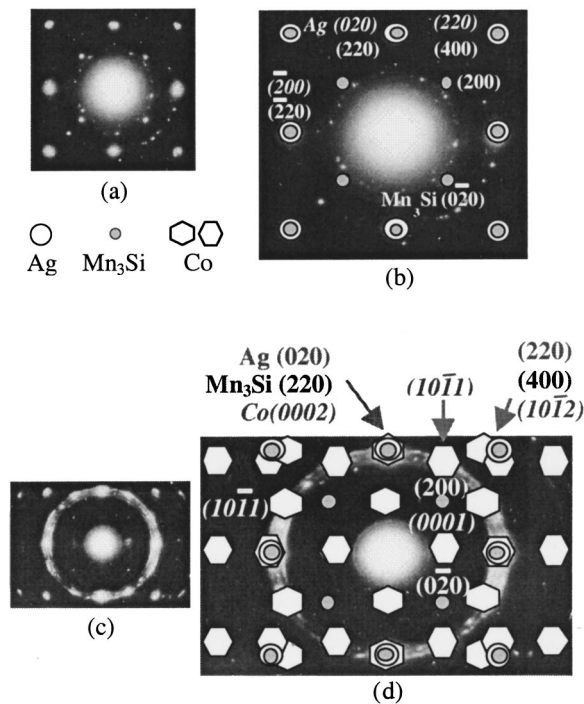 Ag (020) (220)
(220) (400)
(2̅00)
(2̅20)
(200)
Mn₃Si (02̅0)
(a)
(b)
Ag Mn₃Si Co
Ag (020) (220)
Mn₃Si (220) (101̅1) (400)
Co(0002) (101̅2)
(101̅1̅)
(200)
(0001)
(02̅0)
(c)
(d)